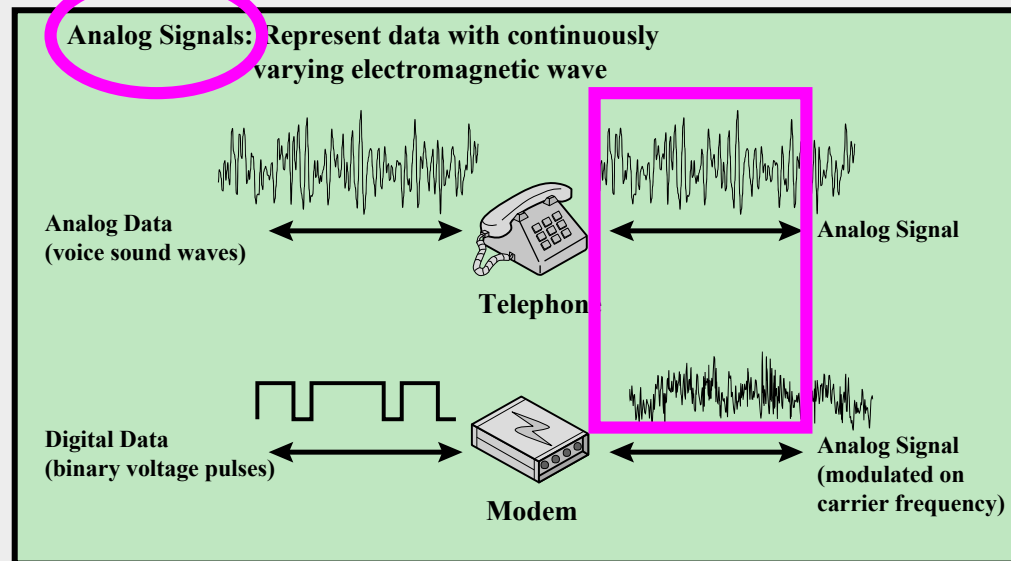 Analog Signals: Represent data with continuously
varying electromagnetic wave
Analog Data
(voice sound waves)
Analog Signal
Telephone
Digital Data
(binary voltage pulses)
Analog Signal
(modulated on
carrier frequency)
Modem